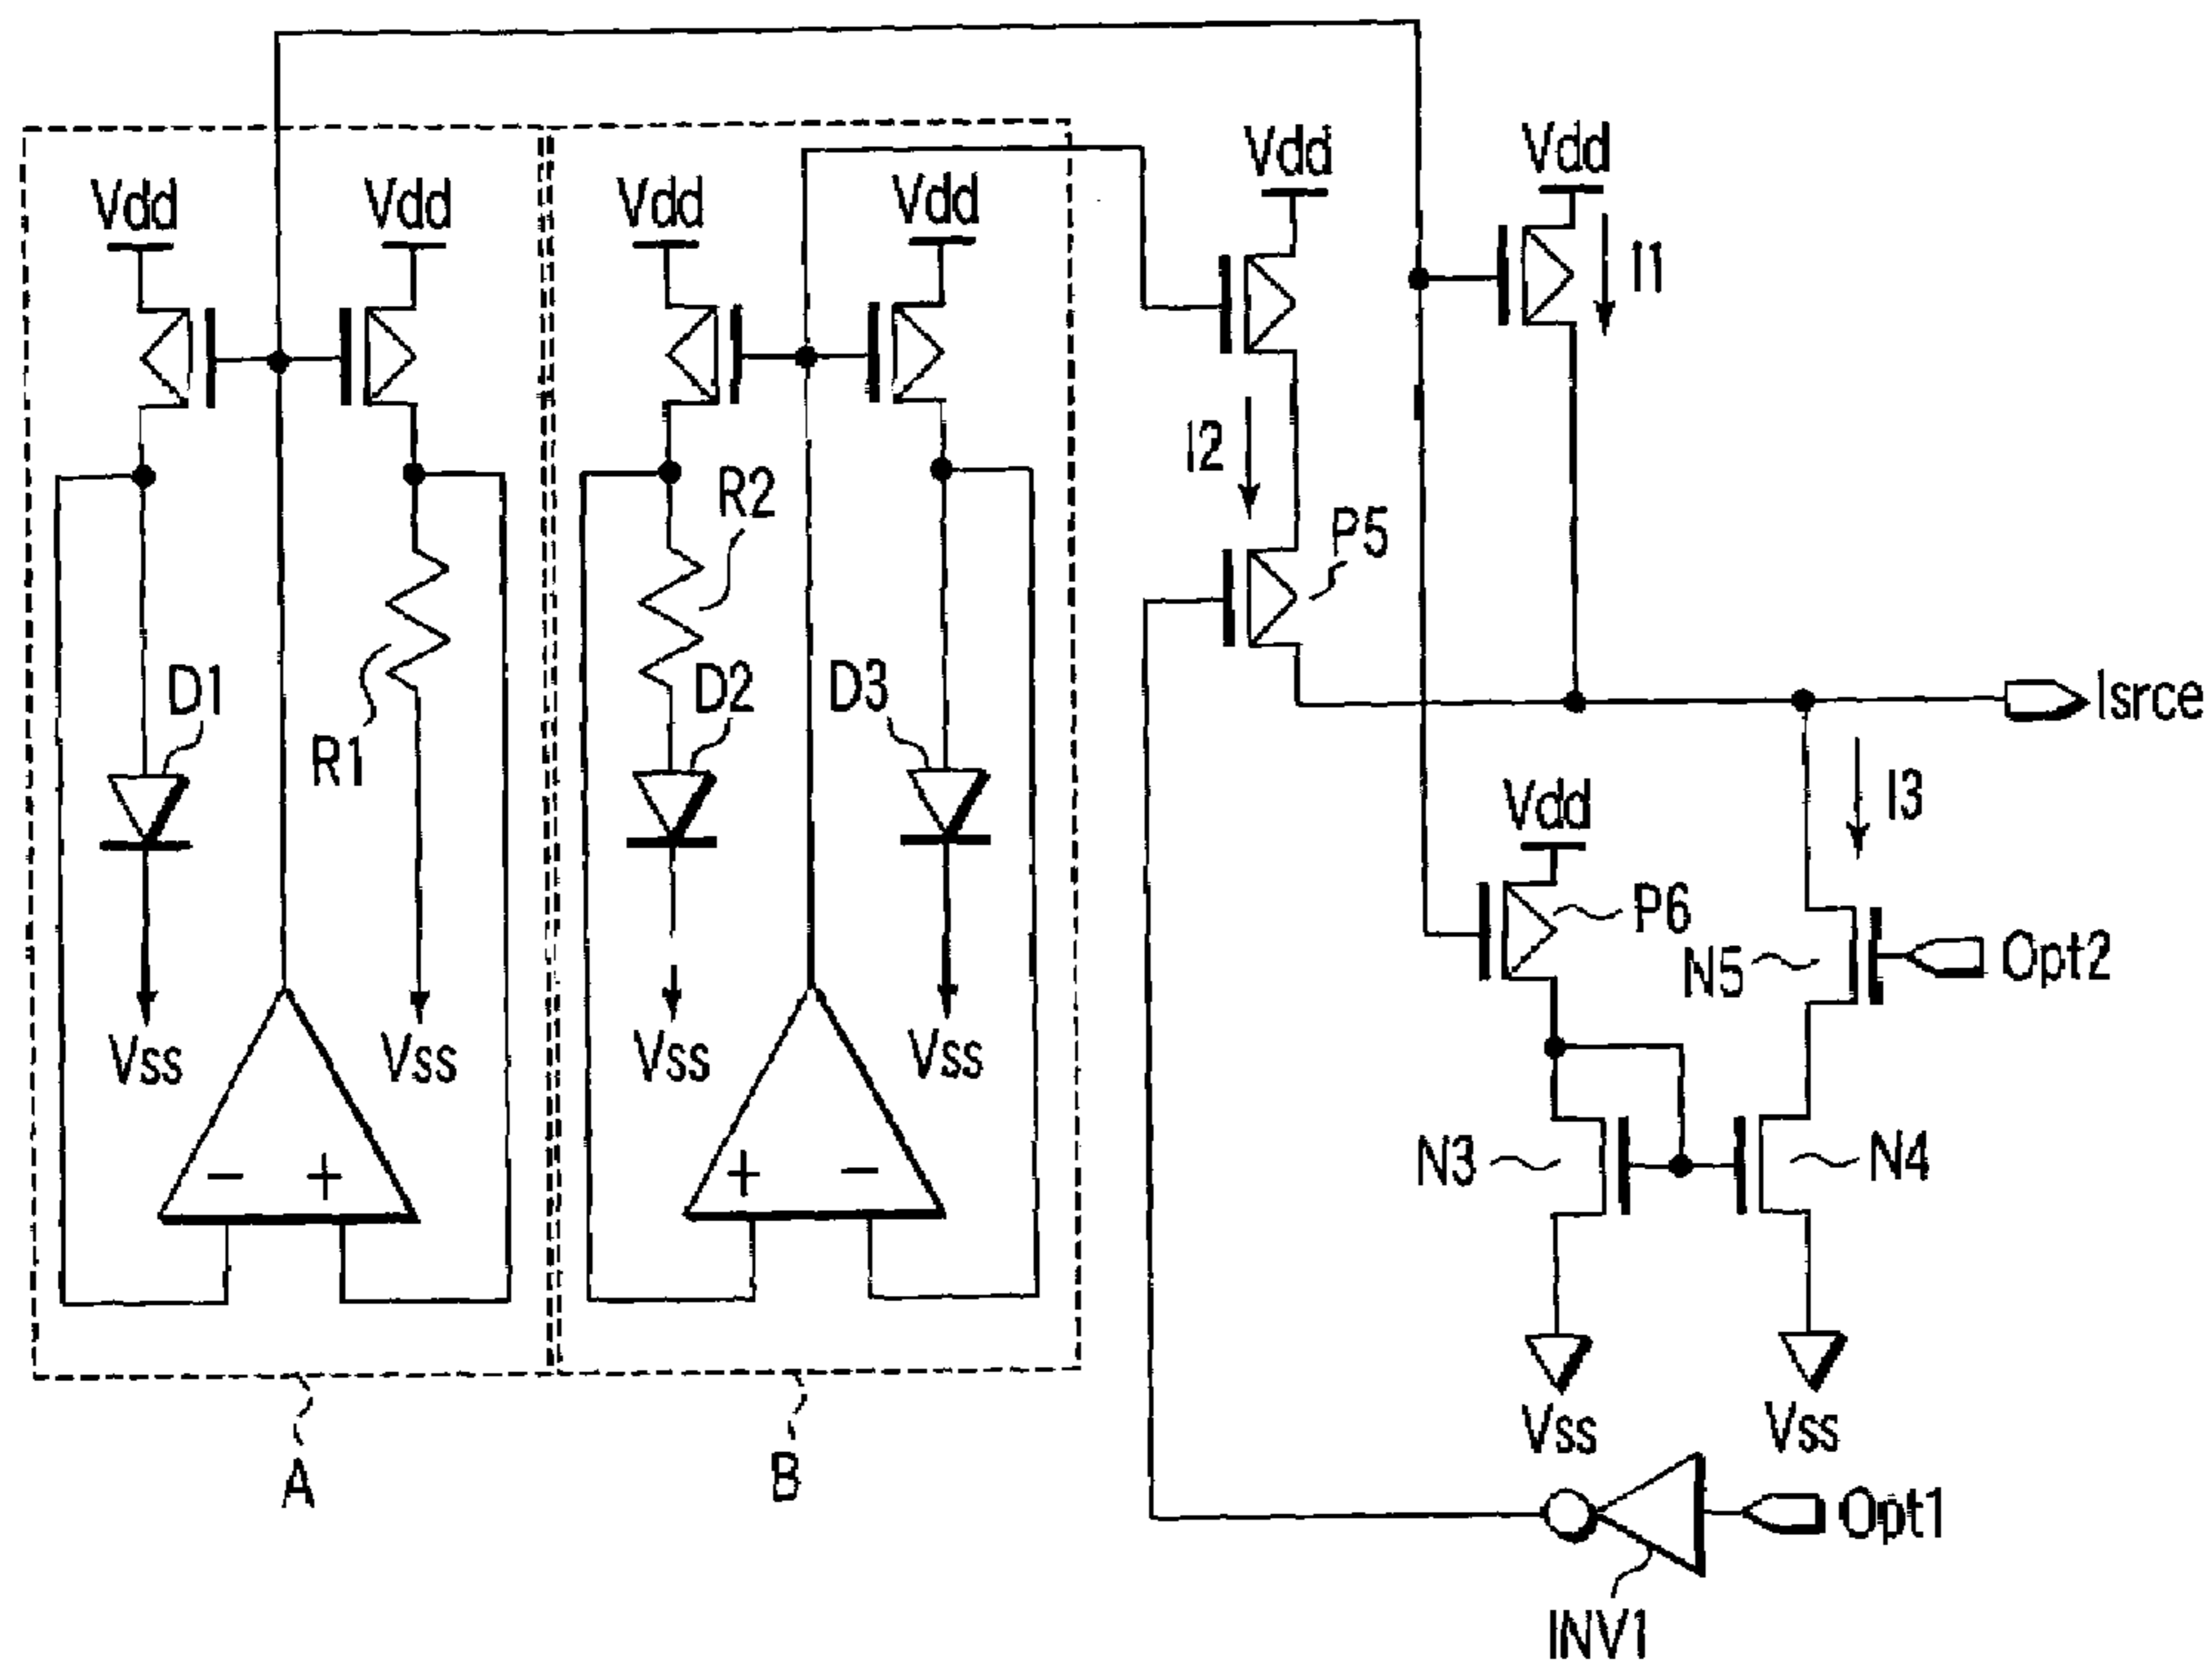 Vdd
Vdd
Vdd
Vdd
Vdd
Vdd
I1
I2
R2
P5
D1
R1
D2
D3
Isrce
I3
Vdd
P6
N5
Opt2
Vss
Vss
Vss
Vss
−
+
+
−
N3
N4
Vss
Vss
A
B
Opt1
INV1